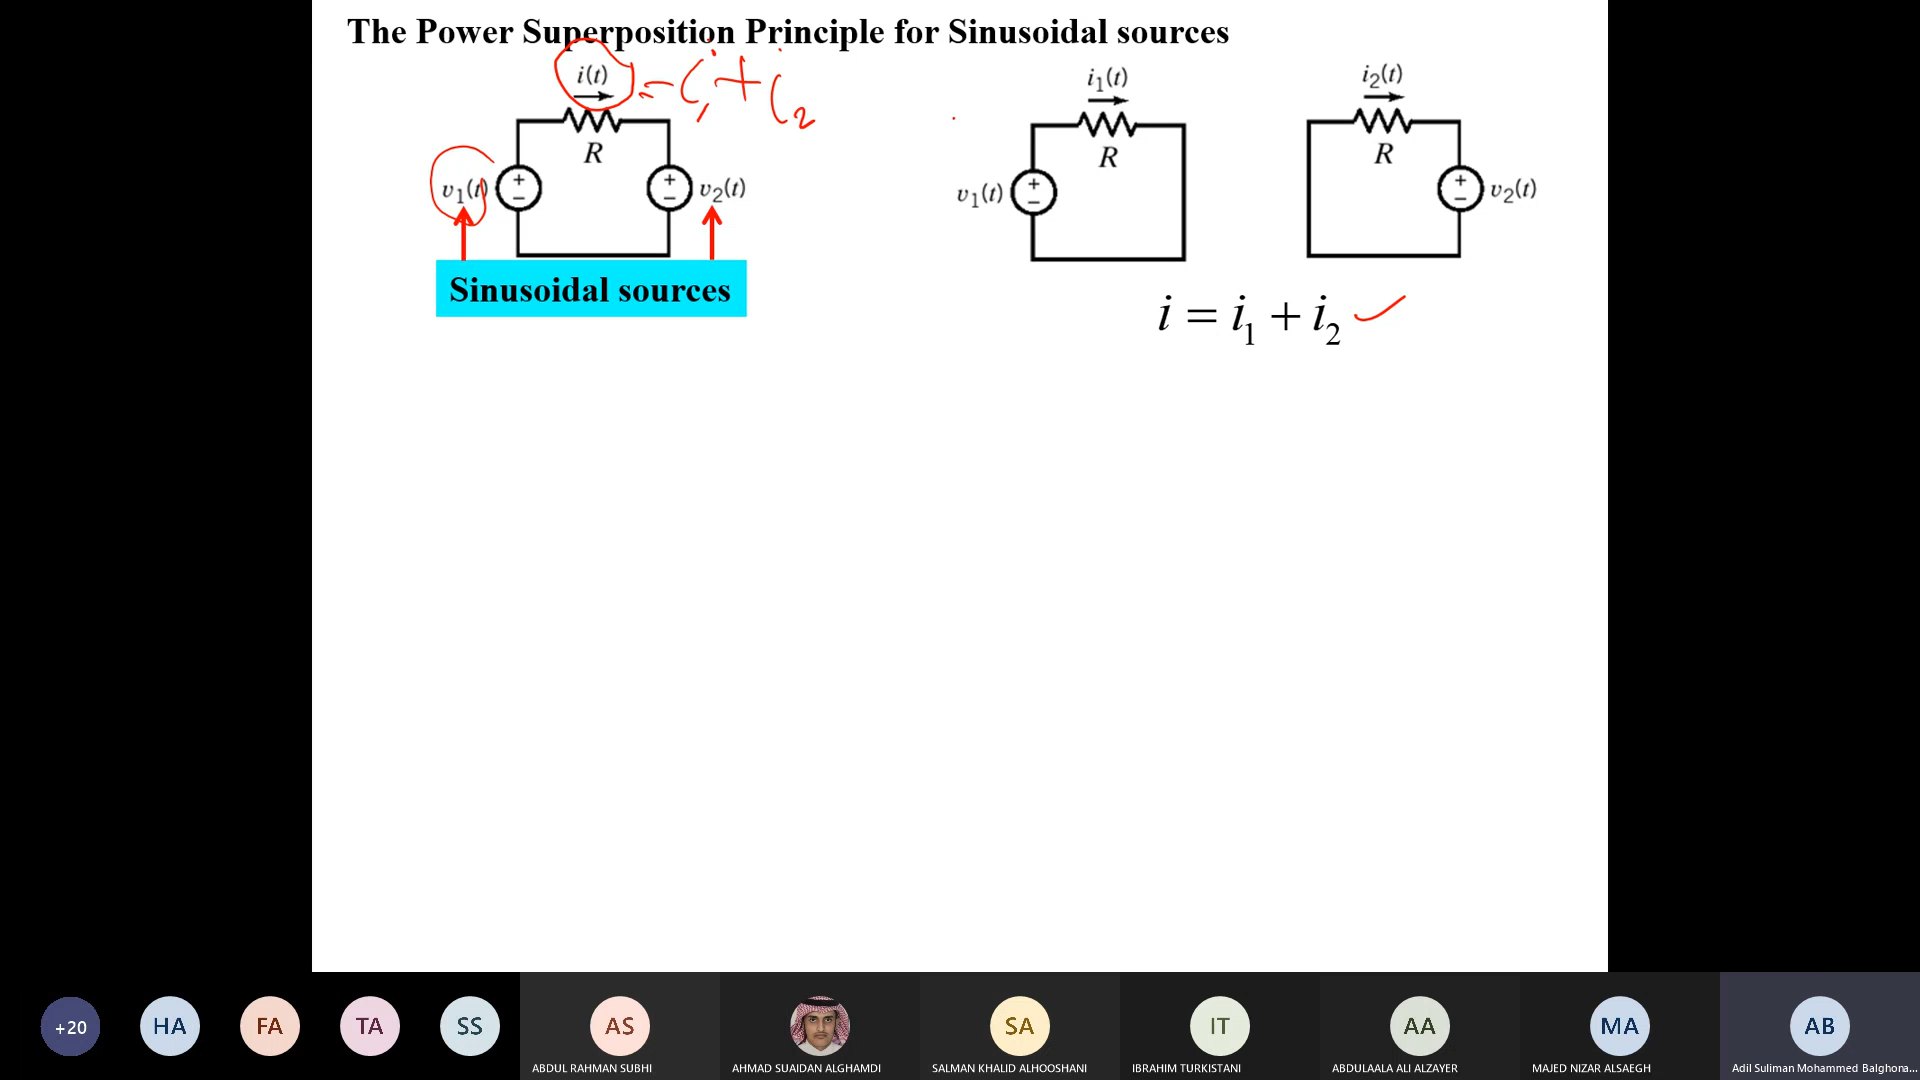 The Power Superposition Principle for Sinusoidal sources
i(t) = i1 + i2
R
v1(t)
+
−
+
−
v2(t)
Sinusoidal sources
i1(t)
R
v1(t)
+
−
i2(t)
R
+
−
v2(t)
i = i1 + i2
+20
HA
FA
TA
SS
AS
ABDUL RAHMAN SUBHI
AHMAD SUAIDAN ALGHAMDI
SA
SALMAN KHALID ALHOOSHANI
IT
IBRAHIM TURKISTANI
AA
ABDULAALA ALI ALZAYER
MA
MAJED NIZAR ALSAEGH
AB
Adil Suliman Mohammed Balghona...